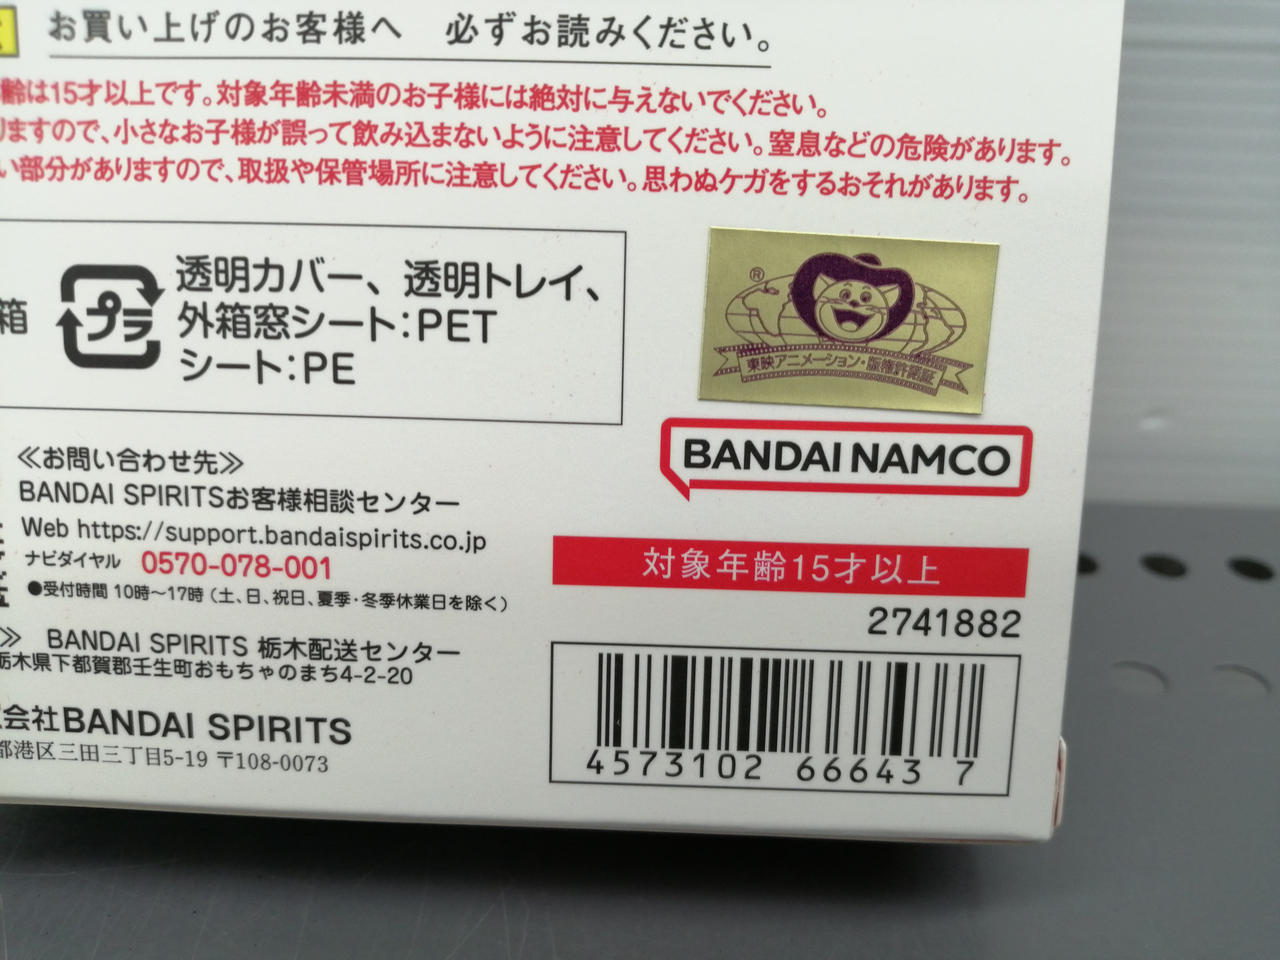 お買い上げのお客様へ 必ずお読みください。
齢は15才以上です。対象年齢未満のお子様には絶対に与えないでください。
りますので、小さなお子様が誤って飲み込まないように注意してください。窒息などの危険があります。
い部分がありますので、取扱や保管場所に注意してください。思わぬケガをするおそれがあります。
箱
プラ
透明カバー、透明トレイ、
外箱窓シート:PET
シート:PE
®
東映アニメーション・版権許諾証
BANDAI NAMCO
≪お問い合わせ先≫
BANDAI SPIRITSお客様相談センター
Web https://support.bandaispirits.co.jp
ナビダイヤル 0570-078-001
●受付時間 10時〜17時(土、日、祝日、夏季・冬季休業日を除く)
≫ BANDAI SPIRITS 栃木配送センター
栃木県下都賀郡壬生町おもちゃのまち4-2-20
会社BANDAI SPIRITS
都港区三田三丁目5-19 〒108-0073
対象年齢15才以上
2741882
4573102 666437